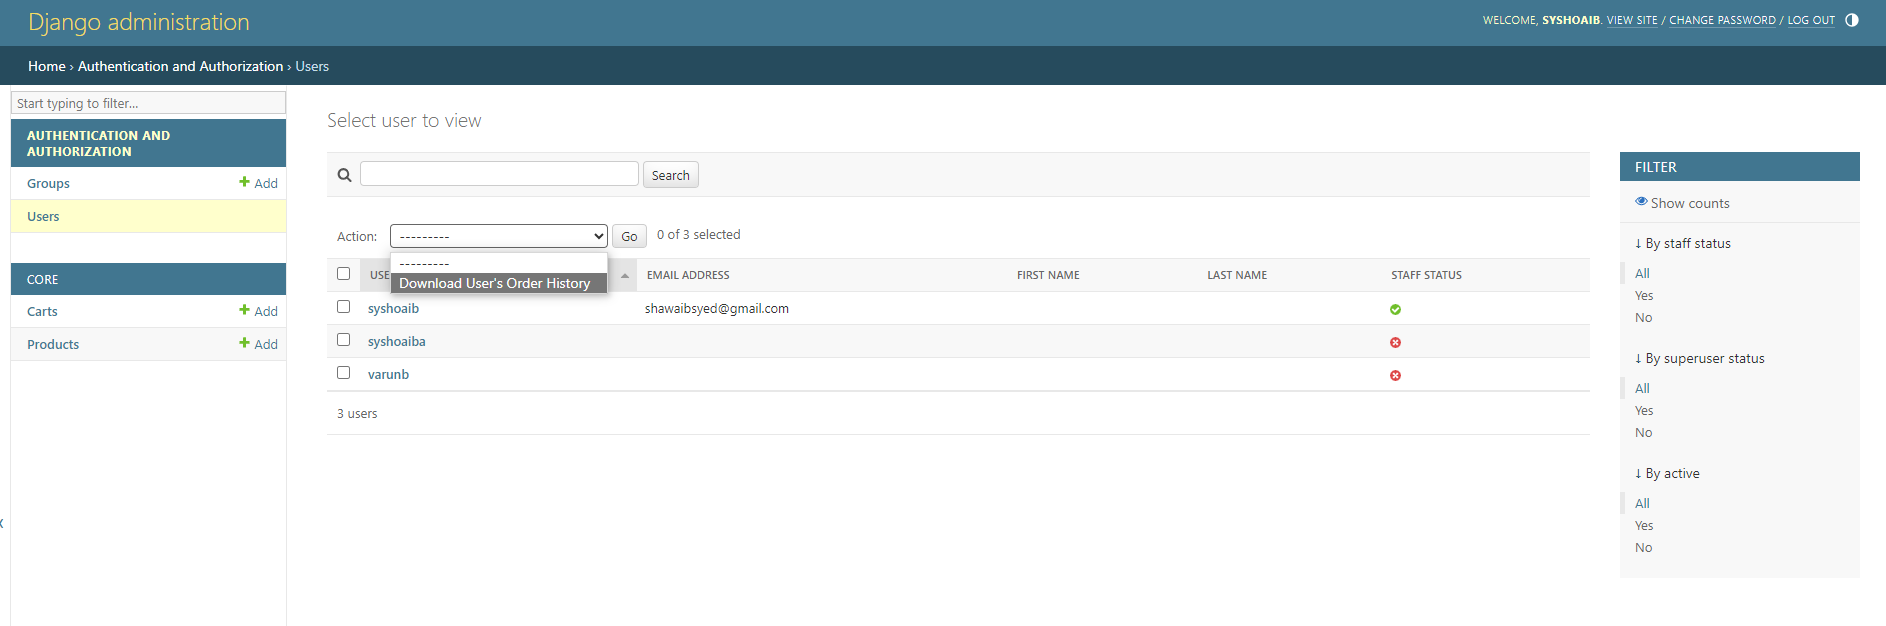 Django administration
WELCOME, SYSHOAIB. VIEW SITE / CHANGE PASSWORD / LOG OUT
Home › Authentication and Authorization › Users
Start typing to filter...
AUTHENTICATION AND
AUTHORIZATION
Groups + Add
Users
CORE
Carts + Add
Products + Add
Select user to view
Search
Action: --------- Go 0 of 3 selected
---------
Download User's Order History
USE EMAIL ADDRESS FIRST NAME LAST NAME STAFF STATUS
syshoaib shawaibsyed@gmail.com
syshoaiba
varunb
3 users
FILTER
Show counts
↓ By staff status
All
Yes
No
↓ By superuser status
All
Yes
No
↓ By active
All
Yes
No